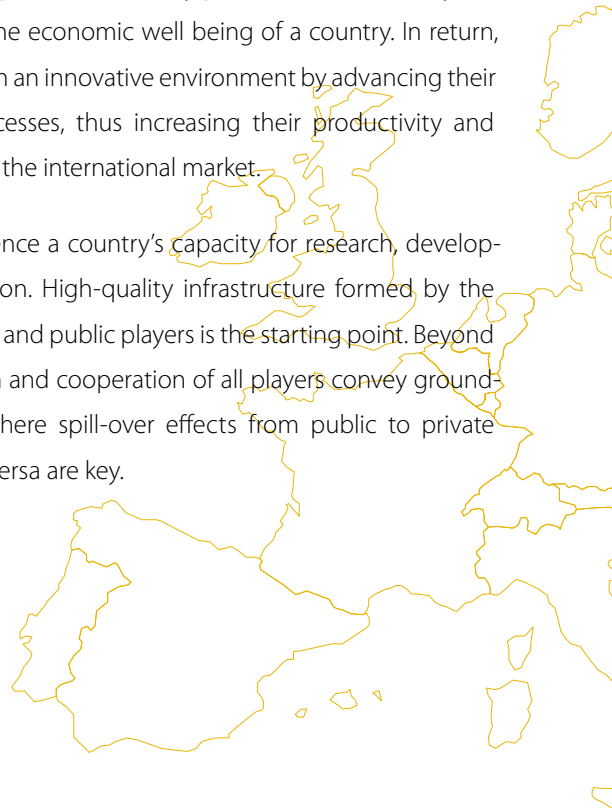 he economic well being of a country. In return,
n an innovative environment by advancing their
cesses, thus increasing their productivity and
the international market.
ence a country's capacity for research, develop-
on. High-quality infrastructure formed by the
and public players is the starting point. Beyond
and cooperation of all players convey ground-
here spill-over effects from public to private
ersa are key.